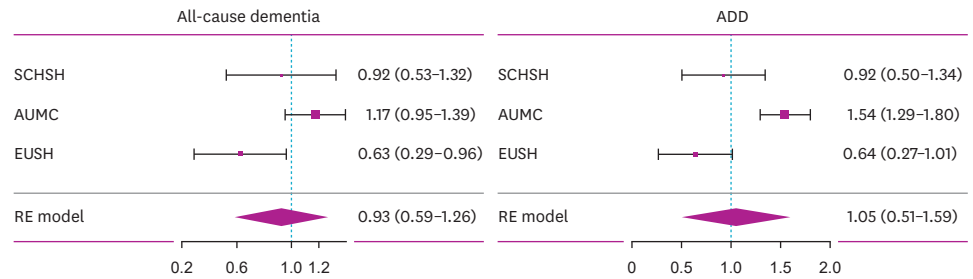 All-cause dementia
SCHSH 0.92 (0.53–1.32)
AUMC 1.17 (0.95–1.39)
EUSH 0.63 (0.29–0.96)
RE model 0.93 (0.59–1.26)
0.2 0.6 1.0 1.2
ADD
SCHSH 0.92 (0.50–1.34)
AUMC 1.54 (1.29–1.80)
EUSH 0.64 (0.27–1.01)
RE model 1.05 (0.51–1.59)
0 0.5 1.0 1.5 2.0